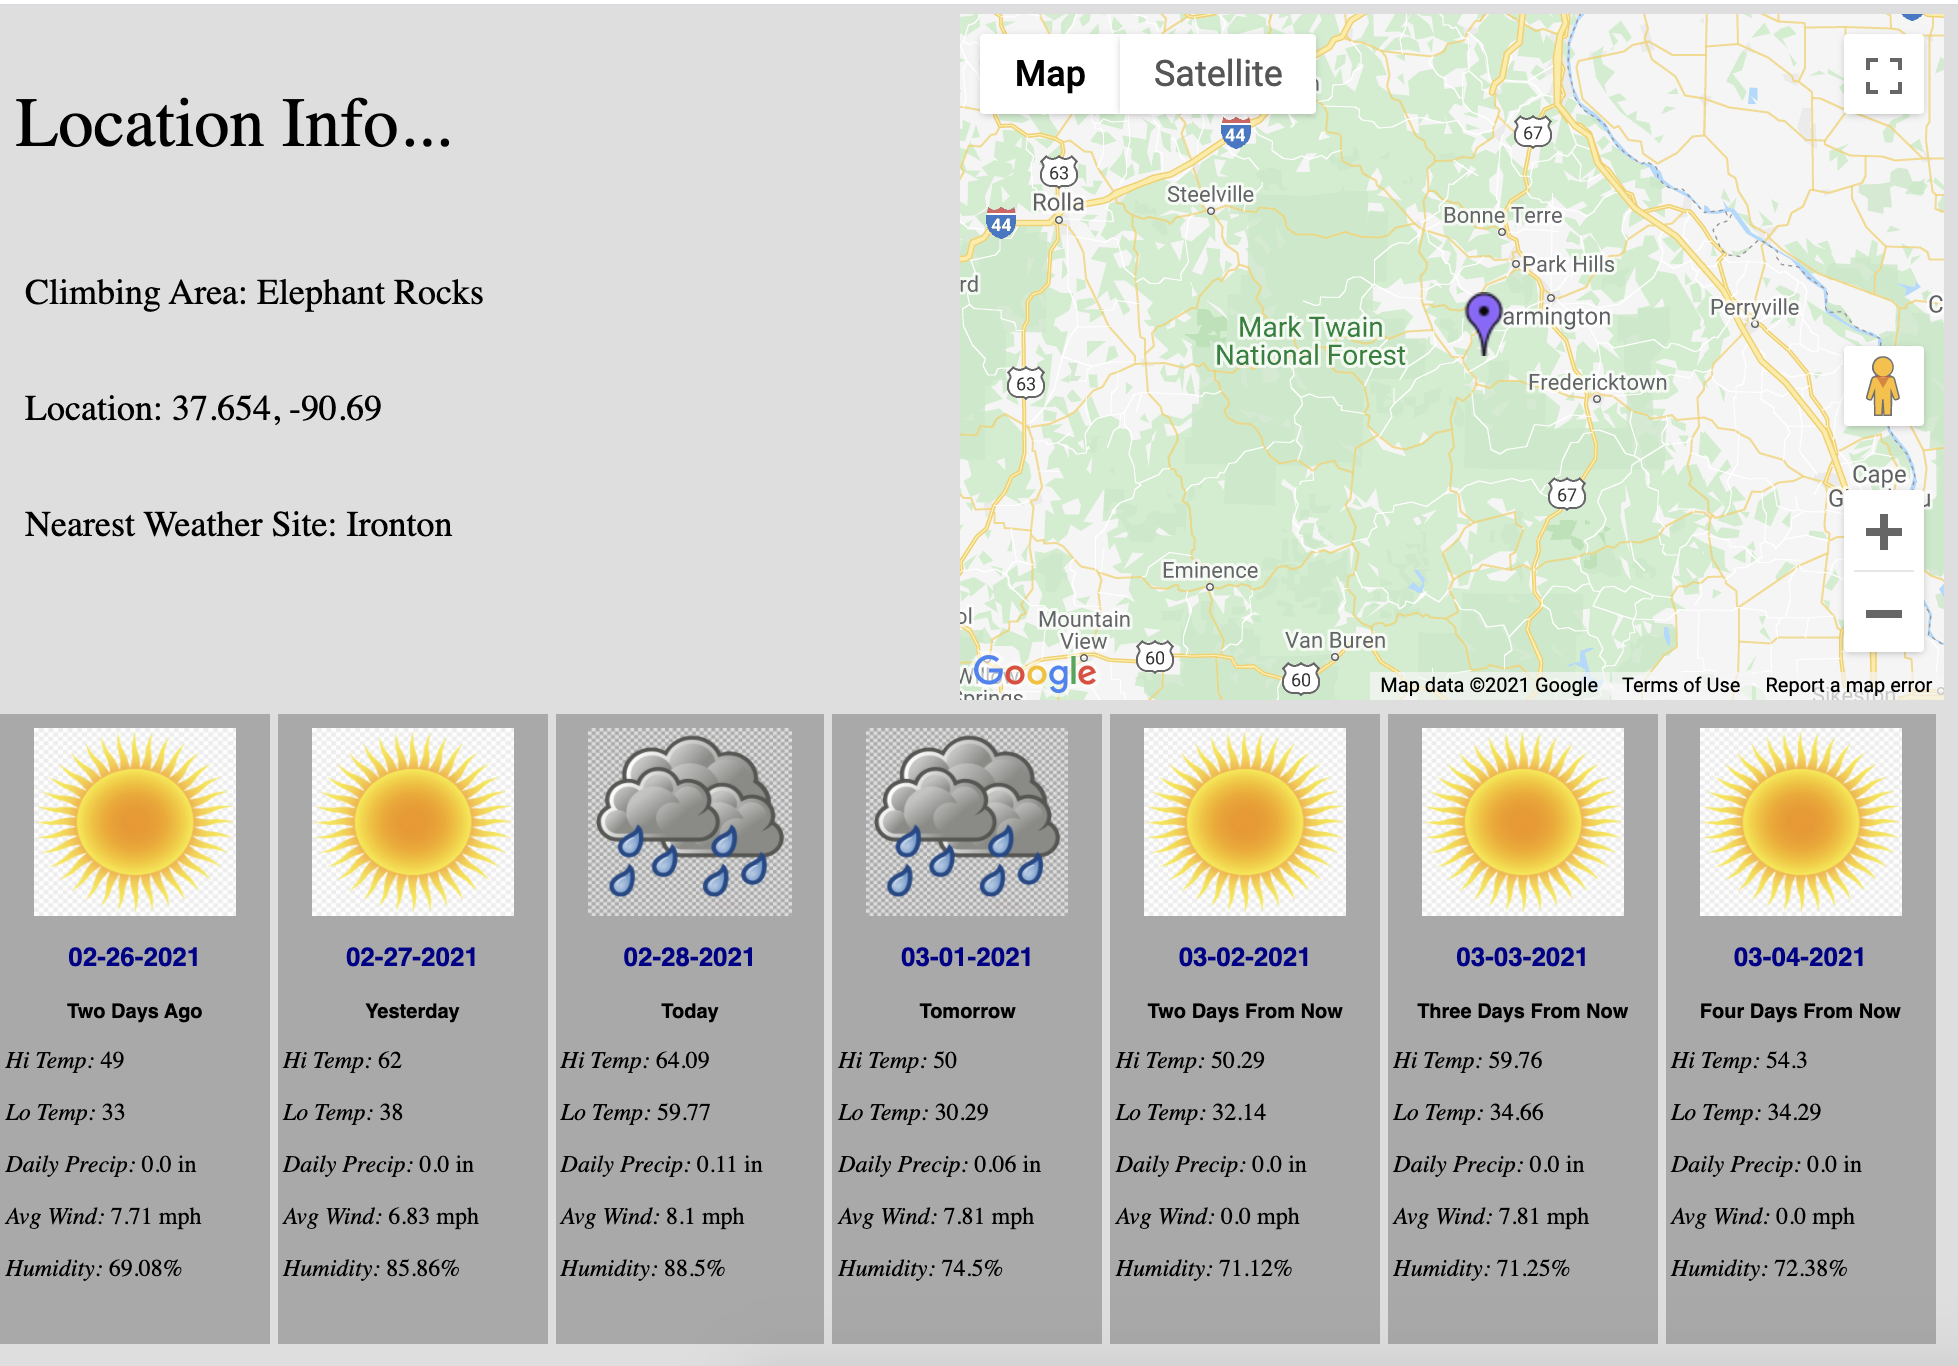 Location Info...
Climbing Area: Elephant Rocks
Location: 37.654, -90.69
Nearest Weather Site: Ironton
Map
Satellite
44
67
63
Rolla
Steelville
44
Bonne Terre
Park Hills
rd
armington
Perryville
C
Mark Twain
National Forest
63
Fredericktown
67
Cape
Eminence
ol
Mountain
View
60
Van Buren
60
Google
Springs
Map data ©2021 Google
Terms of Use
Report a map error
Sikeston
02-26-2021
Two Days Ago
Hi Temp: 49
Lo Temp: 33
Daily Precip: 0.0 in
Avg Wind: 7.71 mph
Humidity: 69.08%
02-27-2021
Yesterday
Hi Temp: 62
Lo Temp: 38
Daily Precip: 0.0 in
Avg Wind: 6.83 mph
Humidity: 85.86%
02-28-2021
Today
Hi Temp: 64.09
Lo Temp: 59.77
Daily Precip: 0.11 in
Avg Wind: 8.1 mph
Humidity: 88.5%
03-01-2021
Tomorrow
Hi Temp: 50
Lo Temp: 30.29
Daily Precip: 0.06 in
Avg Wind: 7.81 mph
Humidity: 74.5%
03-02-2021
Two Days From Now
Hi Temp: 50.29
Lo Temp: 32.14
Daily Precip: 0.0 in
Avg Wind: 0.0 mph
Humidity: 71.12%
03-03-2021
Three Days From Now
Hi Temp: 59.76
Lo Temp: 34.66
Daily Precip: 0.0 in
Avg Wind: 7.81 mph
Humidity: 71.25%
03-04-2021
Four Days From Now
Hi Temp: 54.3
Lo Temp: 34.29
Daily Precip: 0.0 in
Avg Wind: 0.0 mph
Humidity: 72.38%